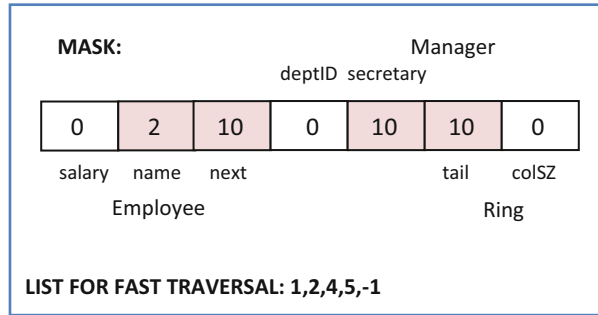 MASK: Manager
deptID secretary
0 2 10 0 10 10 0
salary name next tail colSZ
Employee Ring
LIST FOR FAST TRAVERSAL: 1,2,4,5,-1